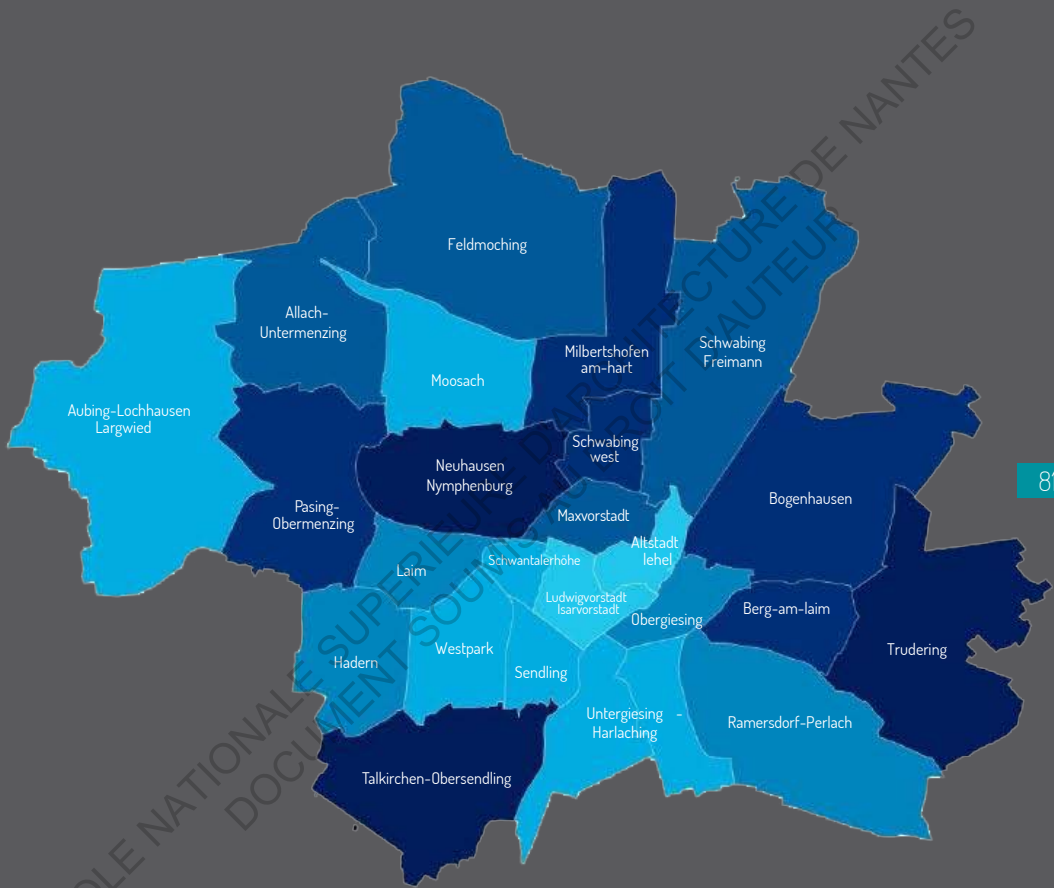 Feldmoching
Allach-
Untermenzing
Milbertshofen
am-hart
Schwabing
Freimann
Moosach
Aubing-Lochhausen
Largwied
Schwabing
west
Neuhausen
Nymphenburg
Bogenhausen
81
Pasing-
Obermenzing
Maxvorstadt
Altstadt
lehel
Schwantalerhöhe
Laim
Ludwigvorstadt
Isarvorstadt
Berg-am-laim
Obergiesing
Westpark
Trudering
Hadern
Sendling
Untergiesing -
Harlaching
Ramersdorf-Perlach
Talkirchen-Obersendling
OLE NATIONALE SUPERIEURE D'ARCHITECTURE DE NANTES
DOCUMENT SOUMIS AU DROIT D'AUTEUR